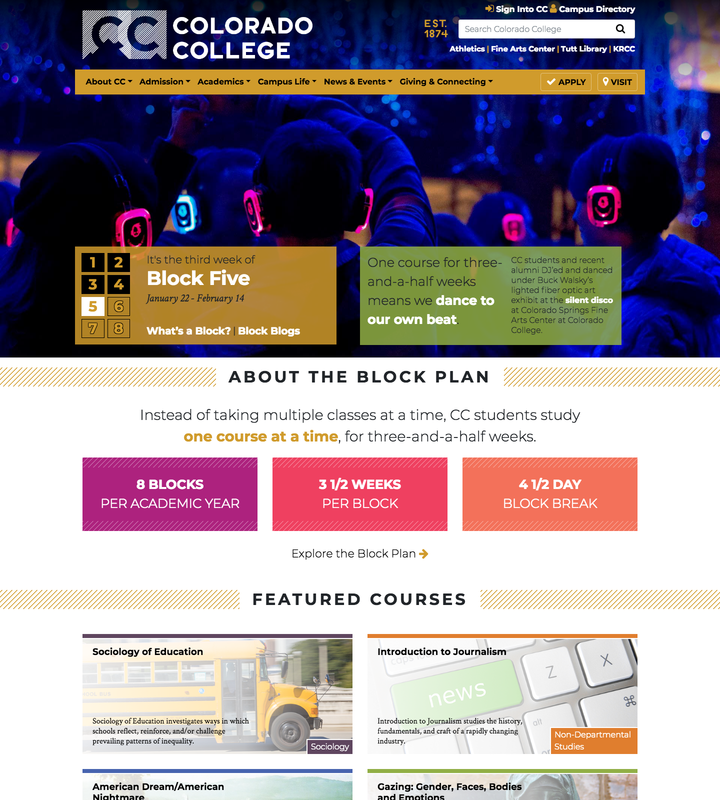 CC COLORADO
COLLEGE
EST.
1874
Sign Into CC Campus Directory
Search Colorado College
Athletics | Fine Arts Center | Tutt Library | KRCC
About CC Admission Academics Campus Life News & Events Giving & Connecting APPLY VISIT
1 2
3 4
5 6
7 8
It's the third week of
Block Five
January 22 - February 14
What's a Block? | Block Blogs
One course for three-
and-a-half weeks
means we dance to
our own beat
CC students and recent
alumni DJ'ed and danced
under Buck Walsky's
lighted fiber optic art
exhibit at the silent disco
at Colorado Springs Fine
Arts Center at Colorado
College.
ABOUT THE BLOCK PLAN
Instead of taking multiple classes at a time, CC students study
one course at a time, for three-and-a-half weeks.
8 BLOCKS
PER ACADEMIC YEAR
3 1/2 WEEKS
PER BLOCK
4 1/2 DAY
BLOCK BREAK
Explore the Block Plan
FEATURED COURSES
Sociology of Education
Sociology of Education investigates ways in which
schools reflect, reinforce, and/or challenge
prevailing patterns of inequality.
Sociology
Introduction to Journalism
news
Z
X
alt
Introduction to Journalism studies the history,
fundamentals, and craft of a rapidly changing
industry.
Non-Departmental
Studies
American Dream/American
Nightmare
Gazing: Gender, Faces, Bodies
and Emotions